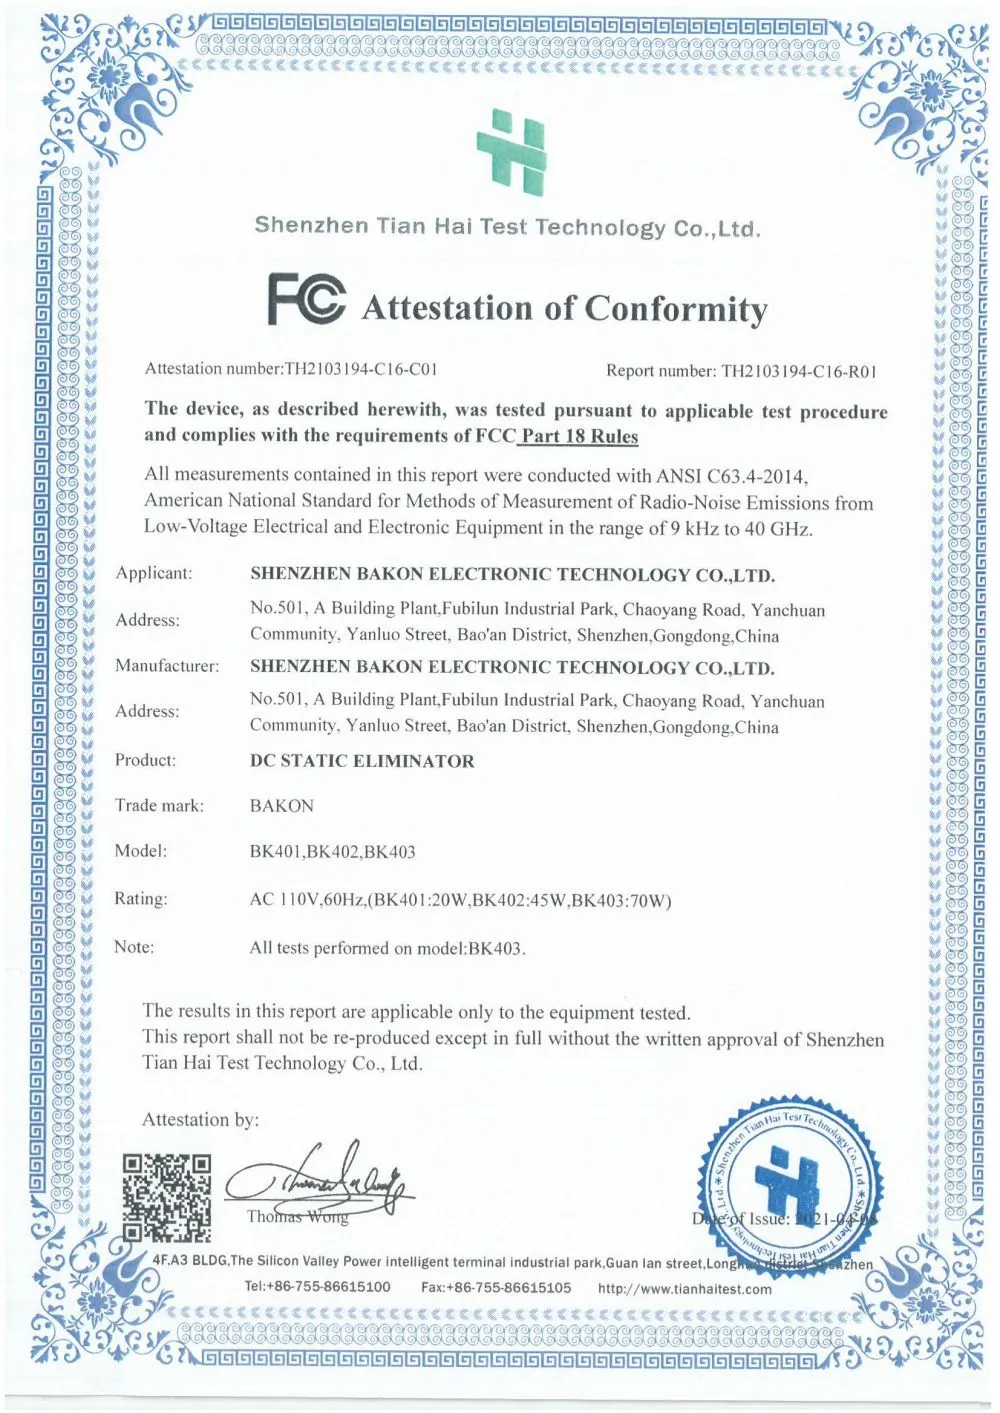 Shenzhen Tian Hai Test Technology Co.,Ltd.
FC Attestation of Conformity
Attestation number:TH2103194-C16-C01 Report number: TH2103194-C16-R01
The device, as described herewith, was tested pursuant to applicable test procedure
and complies with the requirements of FCC Part 18 Rules
All measurements contained in this report were conducted with ANSI C63.4-2014,
American National Standard for Methods of Measurement of Radio-Noise Emissions from
Low-Voltage Electrical and Electronic Equipment in the range of 9 kHz to 40 GHz.
Applicant: SHENZHEN BAKON ELECTRONIC TECHNOLOGY CO.,LTD.
Address: No.501, A Building Plant,Fubilun Industrial Park, Chaoyang Road, Yanchuan
Community, Yanluo Street, Bao'an District, Shenzhen,Gongdong,China
Manufacturer: SHENZHEN BAKON ELECTRONIC TECHNOLOGY CO.,LTD.
Address: No.501, A Building Plant,Fubilun Industrial Park, Chaoyang Road, Yanchuan
Community, Yanluo Street, Bao'an District, Shenzhen,Gongdong,China
Product: DC STATIC ELIMINATOR
Trade mark: BAKON
Model: BK401,BK402,BK403
Rating: AC 110V,60Hz,(BK401:20W,BK402:45W,BK403:70W)
Note: All tests performed on model:BK403.
The results in this report are applicable only to the equipment tested.
This report shall not be re-produced except in full without the written approval of Shenzhen
Tian Hai Test Technology Co., Ltd.
Attestation by:
Thomas Wong
Thomas Wong
Shenzhen Tian Hai Test Technology Co., Ltd.
Shenzhen Tian Hai Test Technology Co., Ltd.
Date of Issue:
4F,A3 BLDG,The Silicon Valley Power intelligent terminal industrial park,Guan lan street,Longhua district Shenzhen
Tel:+86-755-86615100 Fax:+86-755-86615105 http://www.tianhaitest.com